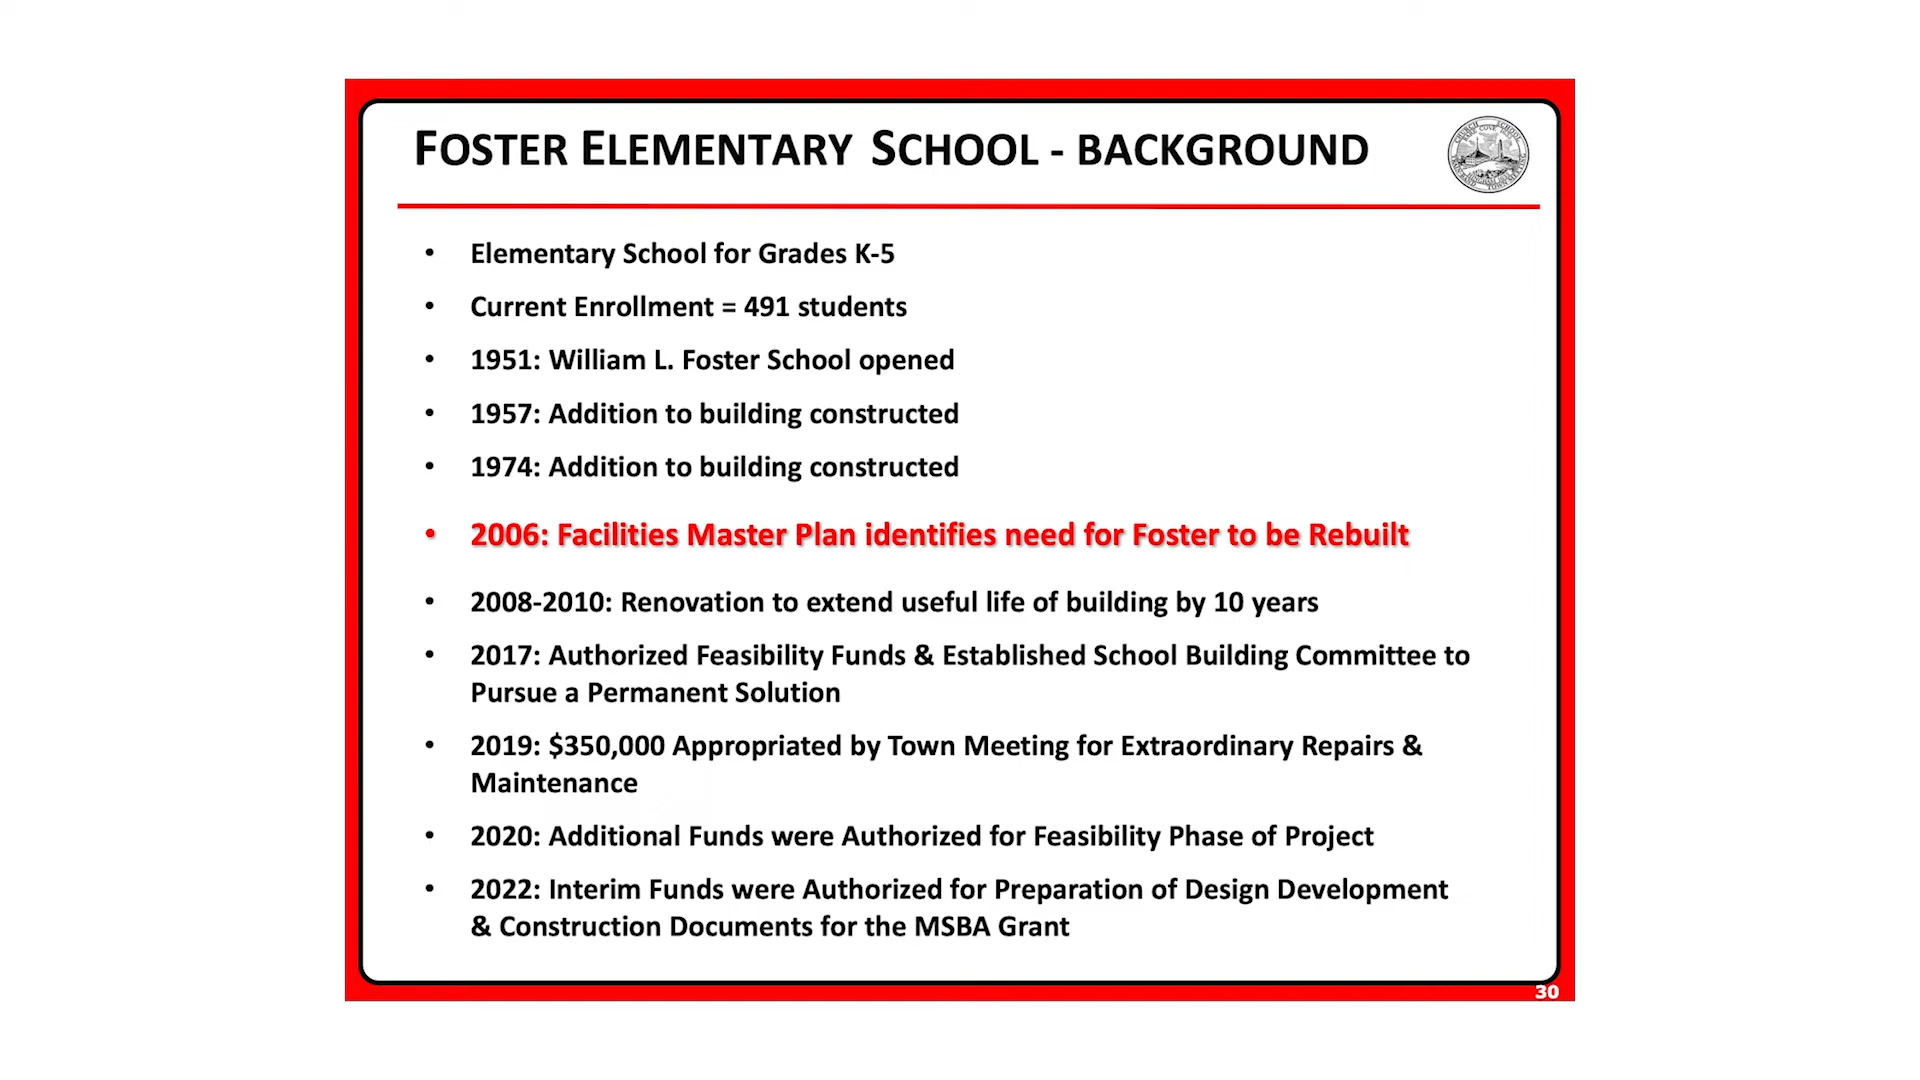 FOSTER ELEMENTARY SCHOOL - BACKGROUND
• Elementary School for Grades K-5
• Current Enrollment = 491 students
• 1951: William L. Foster School opened
• 1957: Addition to building constructed
• 1974: Addition to building constructed
• 2006: Facilities Master Plan identifies need for Foster to be Rebuilt
• 2008-2010: Renovation to extend useful life of building by 10 years
• 2017: Authorized Feasibility Funds & Established School Building Committee to
Pursue a Permanent Solution
• 2019: $350,000 Appropriated by Town Meeting for Extraordinary Repairs &
Maintenance
• 2020: Additional Funds were Authorized for Feasibility Phase of Project
• 2022: Interim Funds were Authorized for Preparation of Design Development
& Construction Documents for the MSBA Grant
30